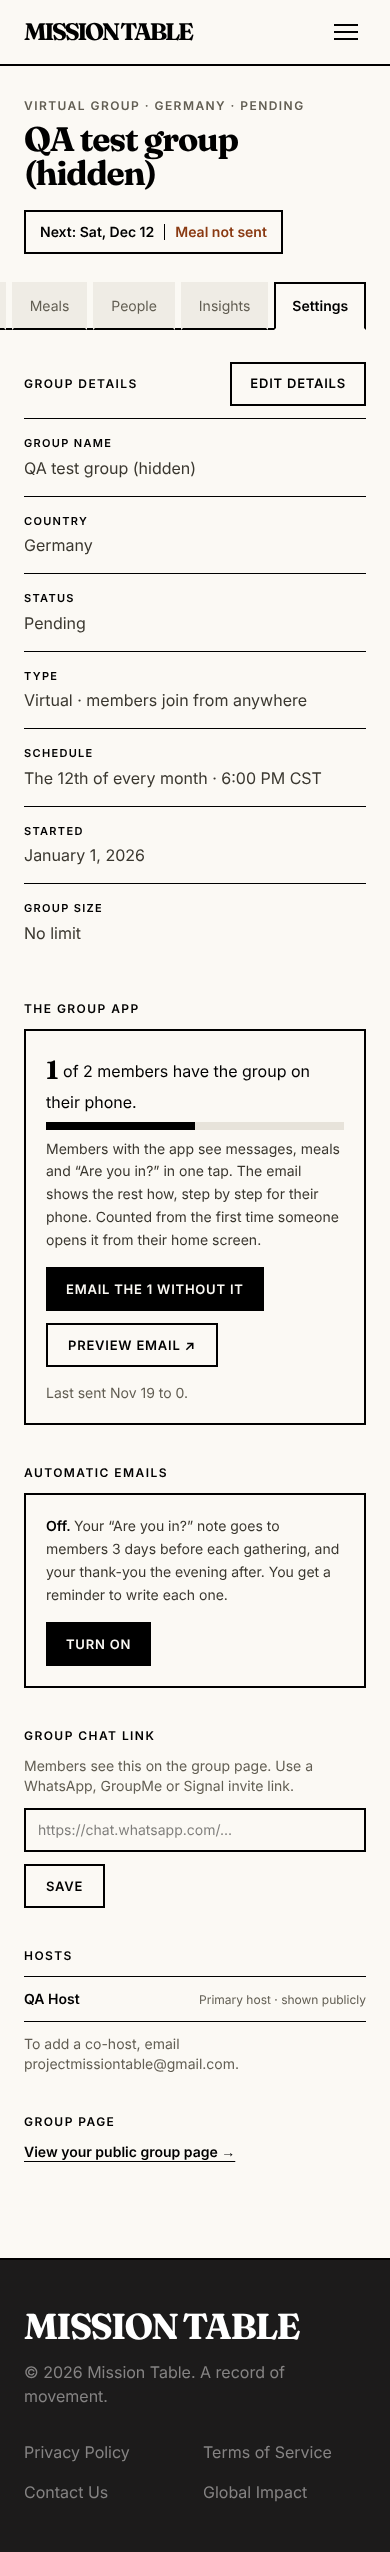 MISSION TABLE
VIRTUAL GROUP · GERMANY · PENDING
QA test group
(hidden)
Next: Sat, Dec 12 | Meal not sent
Meals People Insights Settings
GROUP DETAILS EDIT DETAILS
GROUP NAME
QA test group (hidden)
COUNTRY
Germany
STATUS
Pending
TYPE
Virtual · members join from anywhere
SCHEDULE
The 12th of every month · 6:00 PM CST
STARTED
January 1, 2026
GROUP SIZE
No limit
THE GROUP APP
1 of 2 members have the group on
their phone.
Members with the app see messages, meals
and “Are you in?” in one tap. The email
shows the rest how, step by step for their
phone. Counted from the first time someone
opens it from their home screen.
EMAIL THE 1 WITHOUT IT
PREVIEW EMAIL ↗
Last sent Nov 19 to 0.
AUTOMATIC EMAILS
Off. Your “Are you in?” note goes to
members 3 days before each gathering, and
your thank-you the evening after. You get a
reminder to write each one.
TURN ON
GROUP CHAT LINK
Members see this on the group page. Use a
WhatsApp, GroupMe or Signal invite link.
https://chat.whatsapp.com/...
SAVE
HOSTS
QA Host Primary host · shown publicly
To add a co-host, email
projectmissiontable@gmail.com.
GROUP PAGE
View your public group page →
MISSION TABLE
© 2026 Mission Table. A record of
movement.
Privacy Policy Terms of Service
Contact Us Global Impact